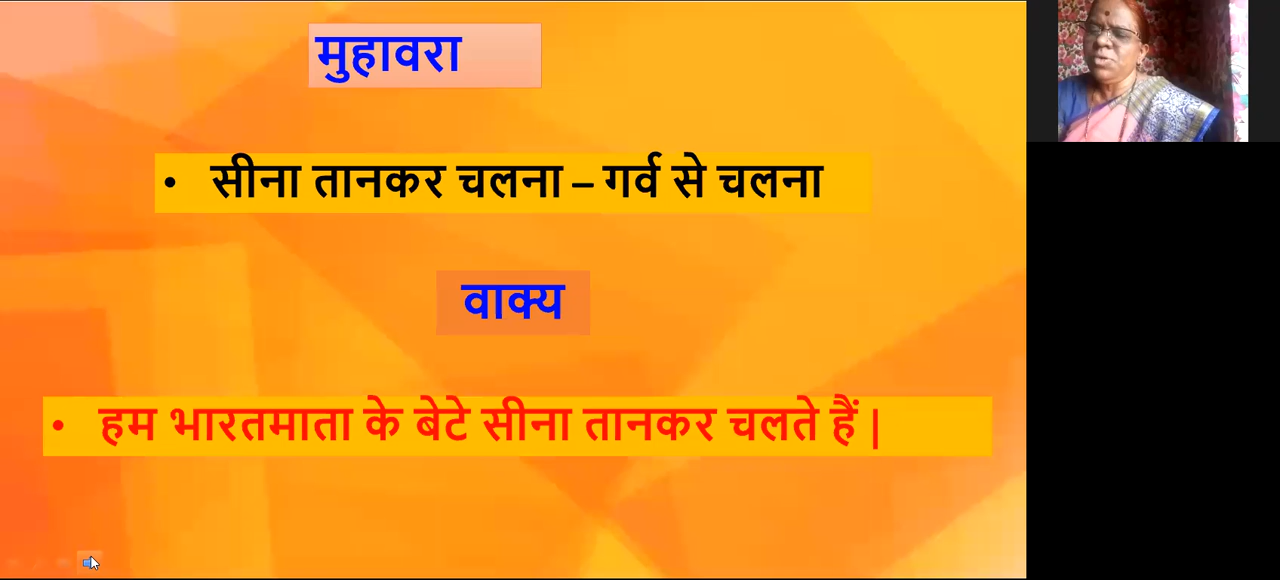 मुहावरा
• सीना तानकर चलना – गर्व से चलना
वाक्य
• हम भारतमाता के बेटे सीना तानकर चलते हैं |